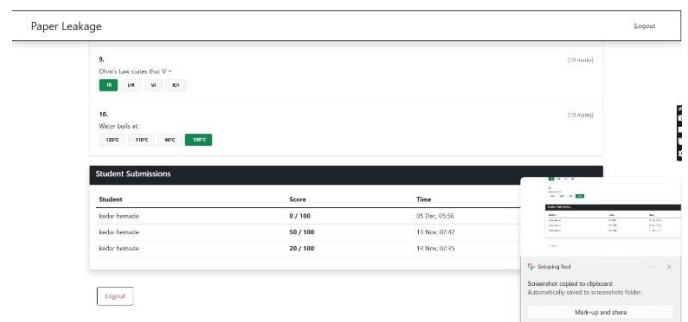 Paper Leakage
Logout
9.
[10 marks]
Ohm's Law states that V =
IR I/R VI R/I
10.
[10 marks]
Water boils at:
120°C 110°C 90°C 100°C
Student Submissions
Student Score Time
kedar hemade 0 / 100 05 Dec, 05:56
kedar hemade 50 / 100 13 Nov, 07:42
kedar hemade 20 / 100 13 Nov, 07:35
Logout
Snipping Tool
Screenshot copied to clipboard
Automatically saved to screenshots folder.
Mark-up and share